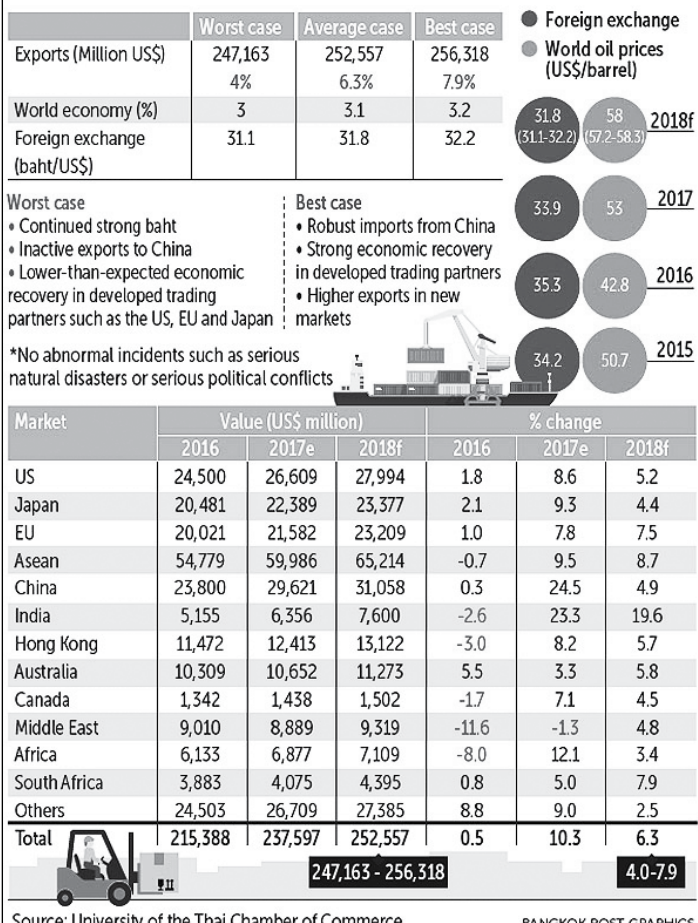 Worst case Average case Best case
Exports (Million US$) 247,163 252,557 256,318
4% 6.3% 7.9%
World economy (%) 3 3.1 3.2
Foreign exchange 31.1 31.8 32.2
(baht/US$)
Foreign exchange
World oil prices
(US$/barrel)
31.8 58 2018f
(31.1-32.2) (57.2-58.3)
33.9 53 2017
35.3 42.8 2016
34.2 50.7 2015
Worst case
• Continued strong baht
• Inactive exports to China
• Lower-than-expected economic
recovery in developed trading
partners such as the US, EU and Japan
Best case
• Robust imports from China
• Strong economic recovery
in developed trading partners
• Higher exports in new
markets
*No abnormal incidents such as serious
natural disasters or serious political conflicts
Market Value (US$ million) % change
2016 2017e 2018f 2016 2017e 2018f
US 24,500 26,609 27,994 1.8 8.6 5.2
Japan 20,481 22,389 23,377 2.1 9.3 4.4
EU 20,021 21,582 23,209 1.0 7.8 7.5
Asean 54,779 59,986 65,214 -0.7 9.5 8.7
China 23,800 29,621 31,058 0.3 24.5 4.9
India 5,155 6,356 7,600 -2.6 23.3 19.6
Hong Kong 11,472 12,413 13,122 -3.0 8.2 5.7
Australia 10,309 10,652 11,273 5.5 3.3 5.8
Canada 1,342 1,438 1,502 -1.7 7.1 4.5
Middle East 9,010 8,889 9,319 -11.6 -1.3 4.8
Africa 6,133 6,877 7,109 -8.0 12.1 3.4
South Africa 3,883 4,075 4,395 0.8 5.0 7.9
Others 24,503 26,709 27,385 8.8 9.0 2.5
Total 215,388 237,597 252,557 0.5 10.3 6.3
247,163 - 256,318 4.0-7.9
Source: University of the Thai Chamber of Commerce BANGKOK POST GRAPHICS